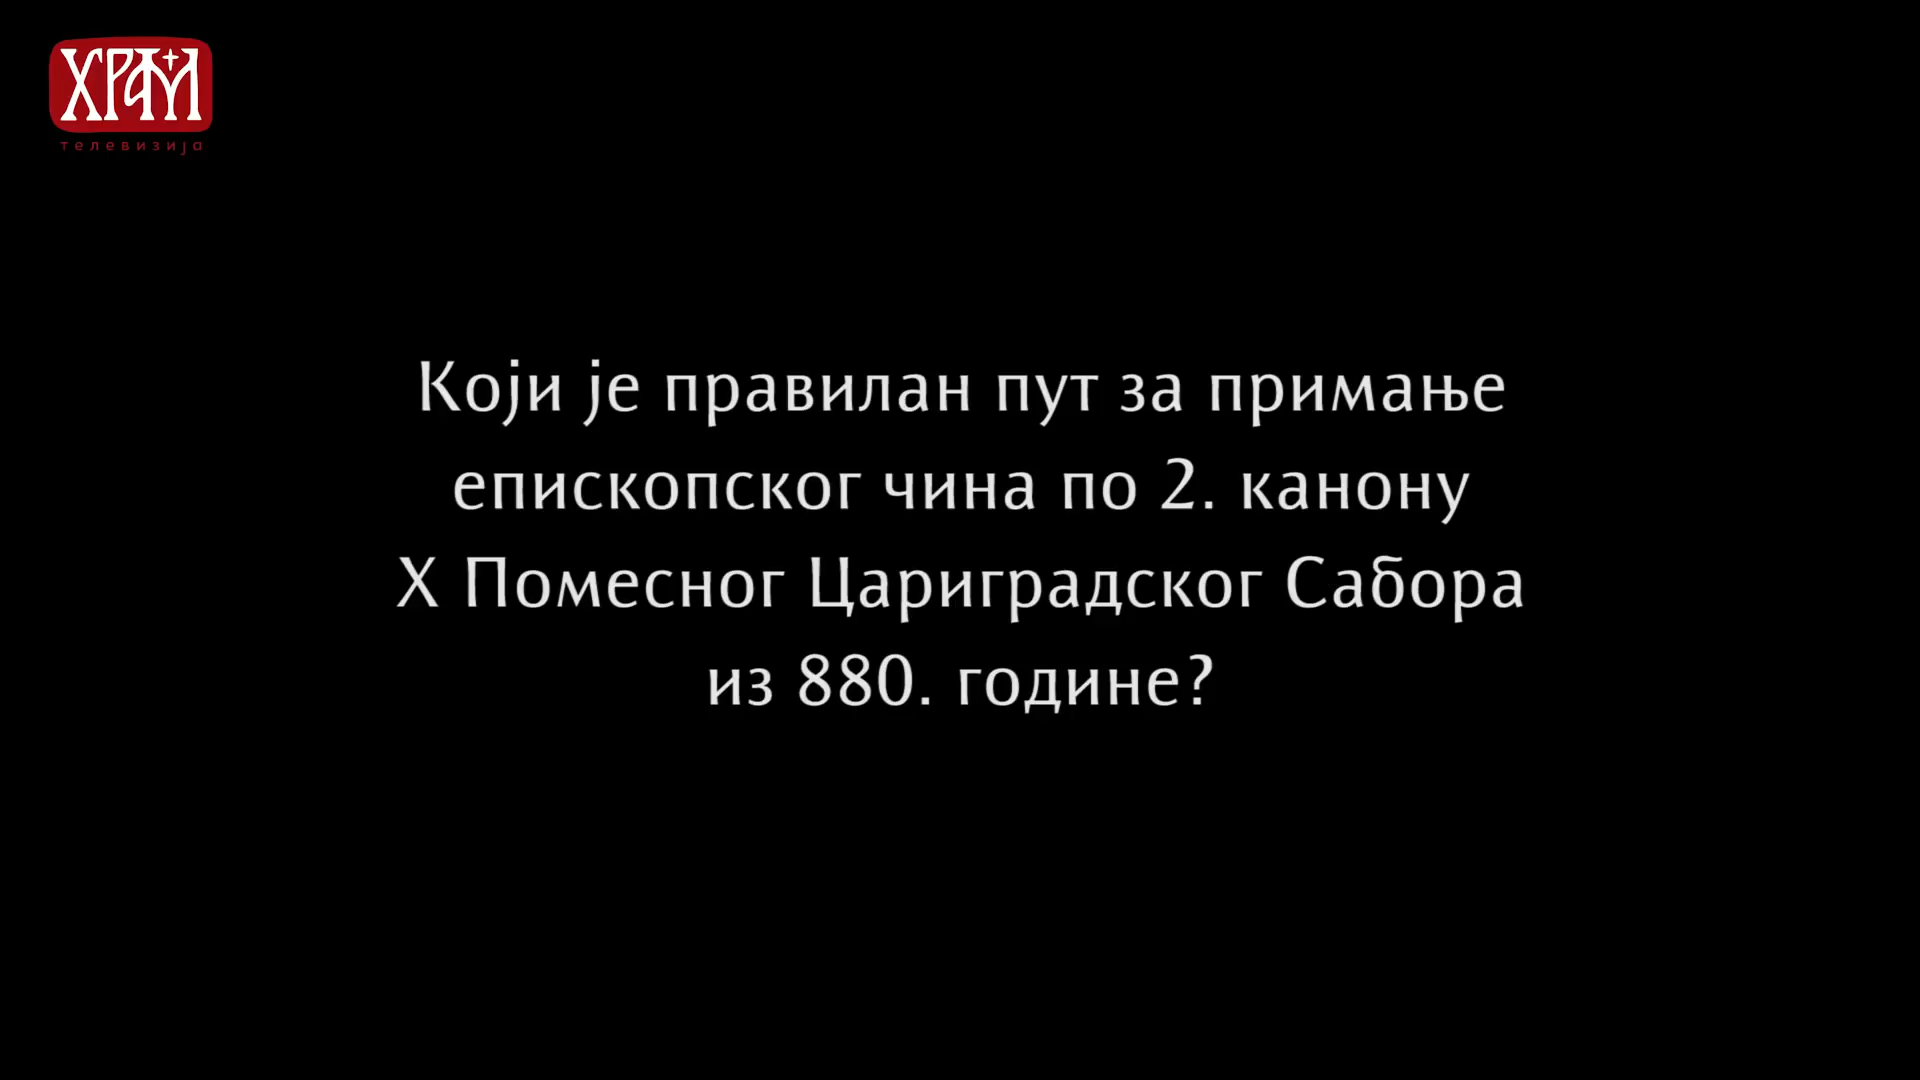 ХРАМ
телевизија
Који је правилан пут за примање
епископског чина по 2. канону
X Помесног Цариградског Сабора
из 880. године?